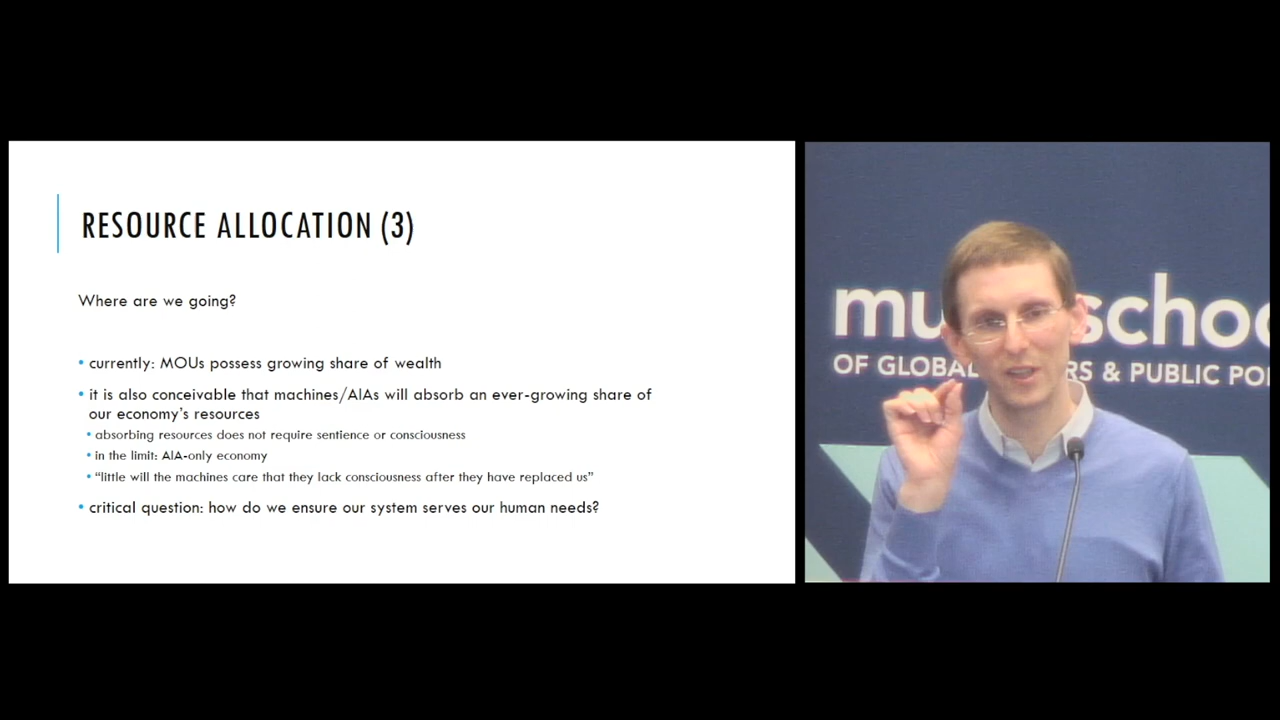 RESOURCE ALLOCATION (3)
Where are we going?
• currently: MOUs possess growing share of wealth
• it is also conceivable that machines/AIAs will absorb an ever-growing share of
our economy's resources
• absorbing resources does not require sentience or consciousness
• in the limit: AIA-only economy
• “little will the machines care that they lack consciousness after they have replaced us”
• critical question: how do we ensure our system serves our human needs?
OF GLOBAL & PUBLIC